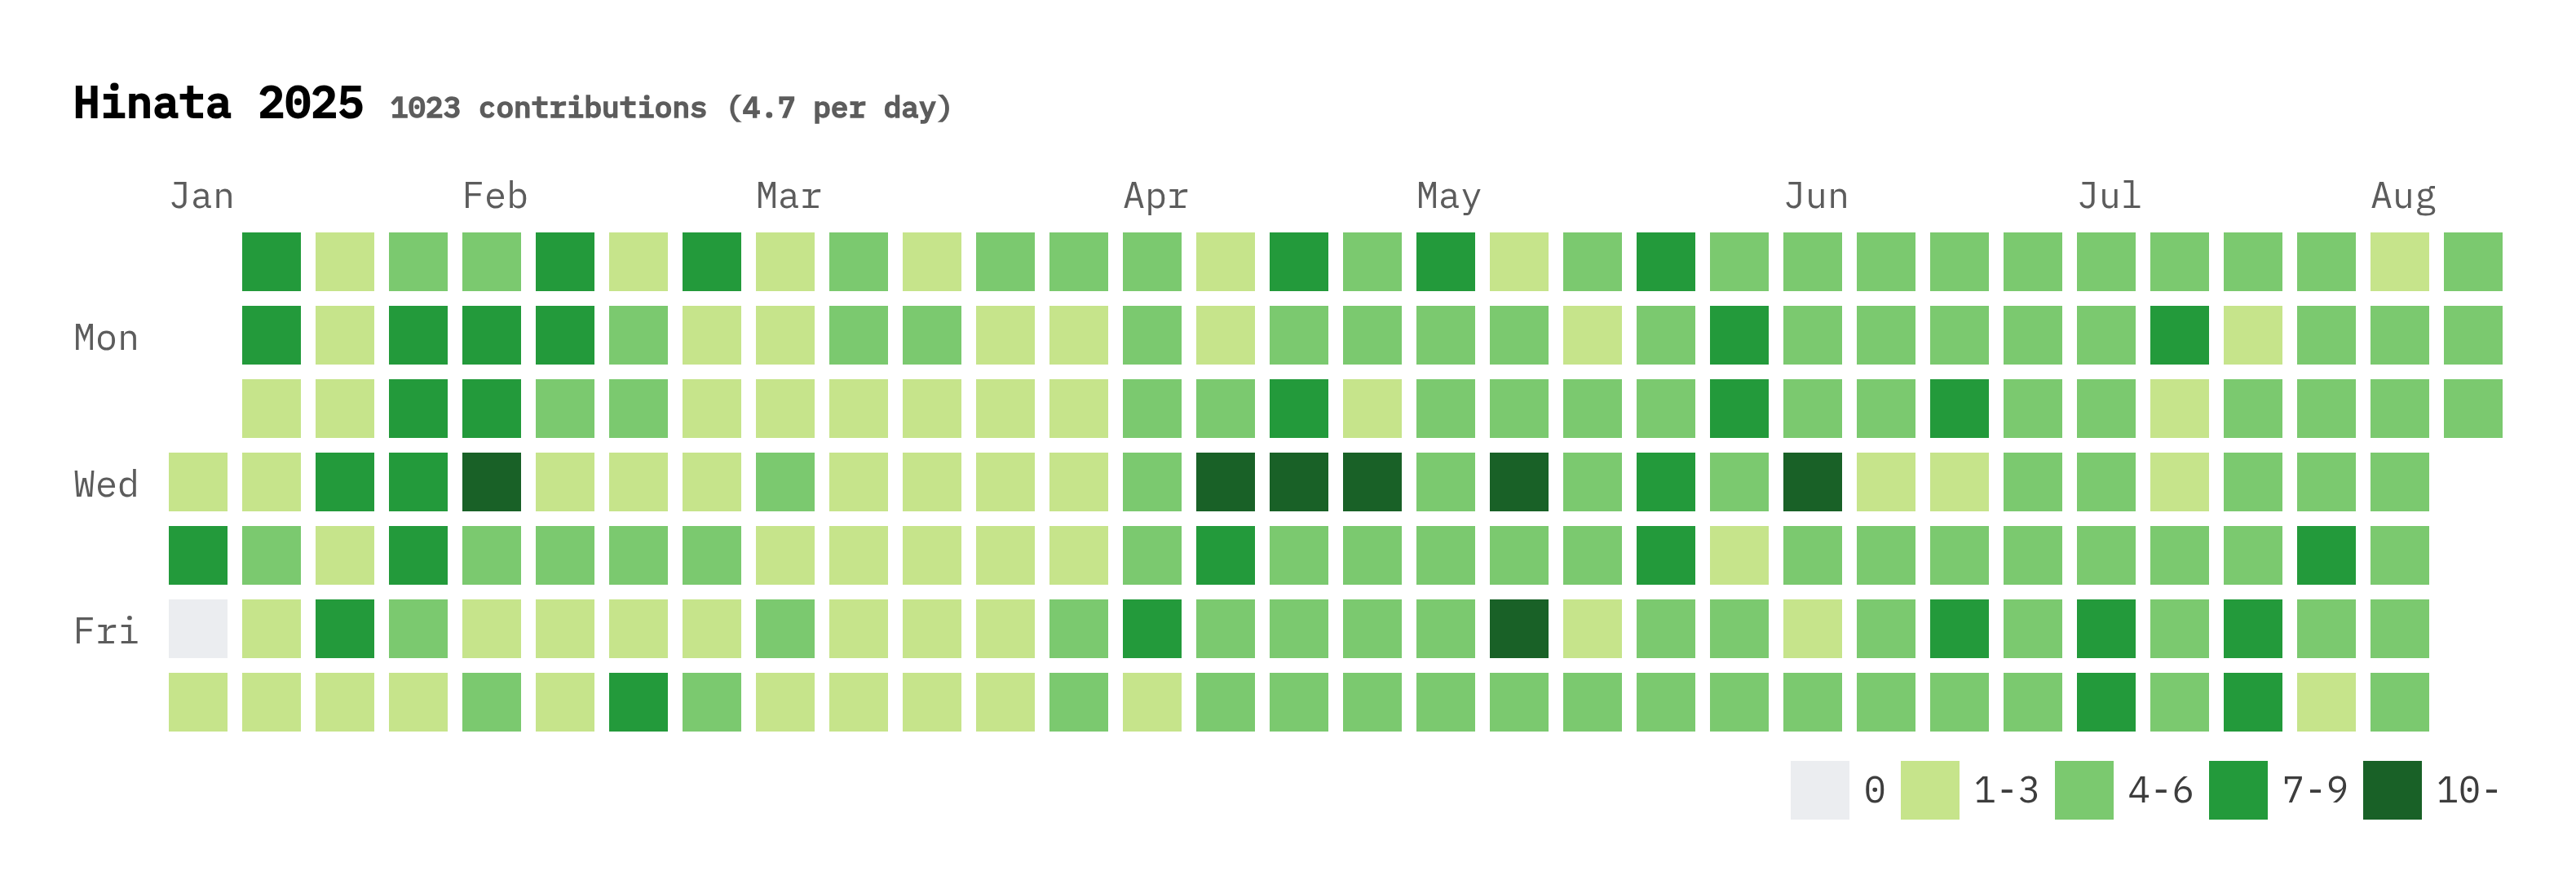 Hinata 2025 1023 contributions (4.7 per day)
Jan Feb Mar Apr May Jun Jul Aug
Mon
Wed
Fri
0 1-3 4-6 7-9 10-